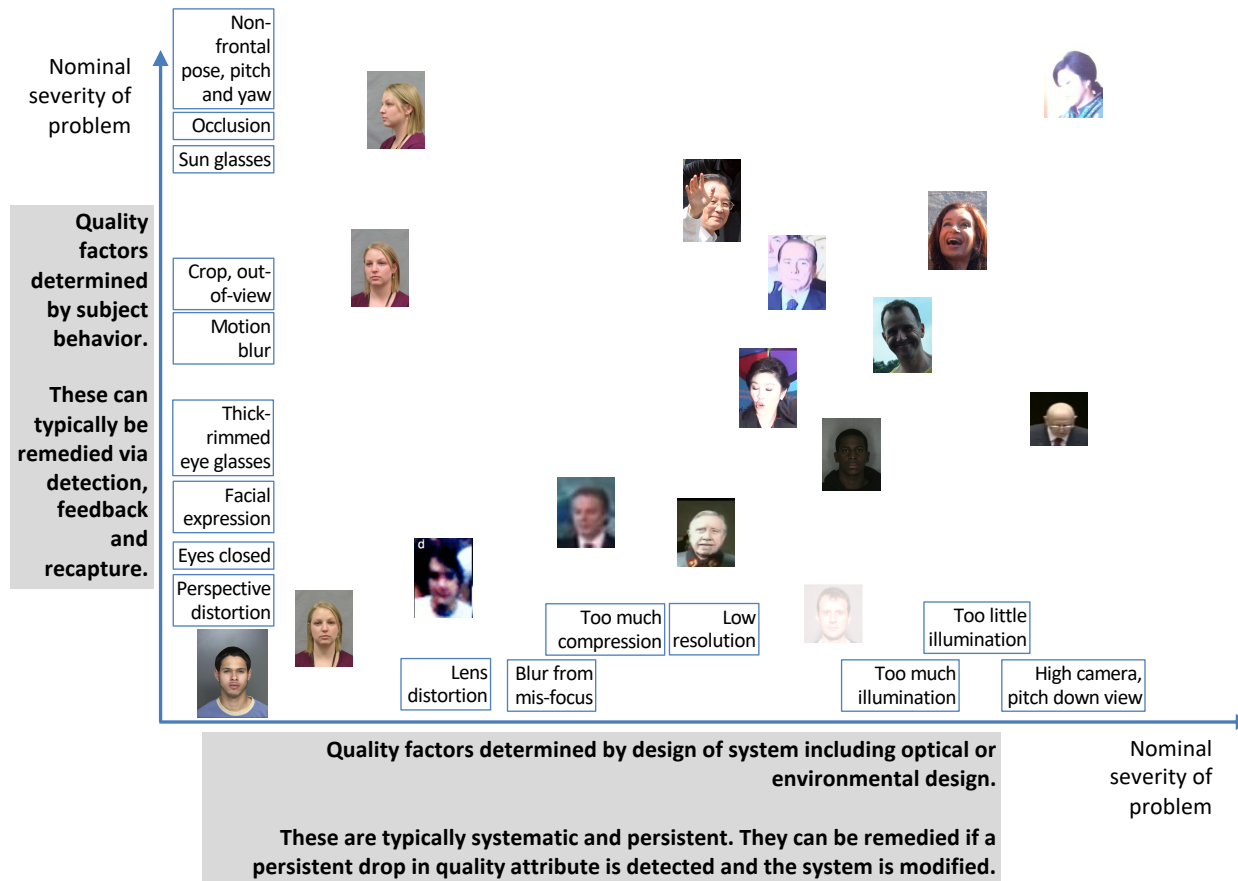 Nominal
severity of
problem
Non-
frontal
pose, pitch
and yaw
Occlusion
Sun glasses
Quality
factors
determined
by subject
behavior.
These can
typically be
remedied via
detection,
feedback
and
recapture.
Crop, out-
of-view
Motion
blur
Thick-
rimmed
eye glasses
Facial
expression
Eyes closed
Perspective
distortion
d
Lens
distortion
Blur from
mis-focus
Too much
compression
Low
resolution
Too much
illumination
Too little
illumination
High camera,
pitch down view
Quality factors determined by design of system including optical or
environmental design.
These are typically systematic and persistent. They can be remedied if a
persistent drop in quality attribute is detected and the system is modified.
Nominal
severity of
problem